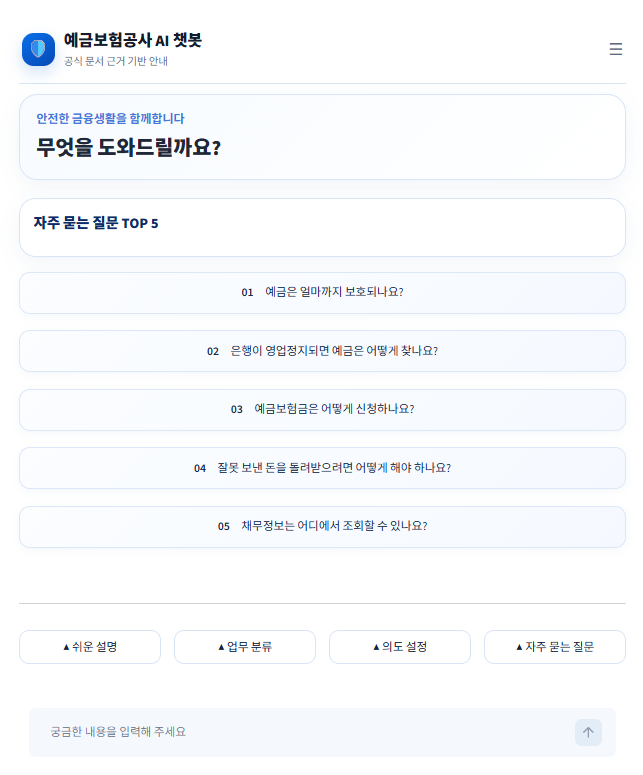 예금보험공사 AI 챗봇
공식 문서 근거 기반 안내
안전한 금융생활을 함께합니다
무엇을 도와드릴까요?
자주 묻는 질문 TOP 5
01 예금은 얼마까지 보호되나요?
02 은행이 영업정지되면 예금은 어떻게 찾나요?
03 예금보험금은 어떻게 신청하나요?
04 잘못 보낸 돈을 돌려받으려면 어떻게 해야 하나요?
05 채무정보는 어디에서 조회할 수 있나요?
▲ 쉬운 설명
▲ 업무 분류
▲ 의도 설정
▲ 자주 묻는 질문
궁금한 내용을 입력해 주세요